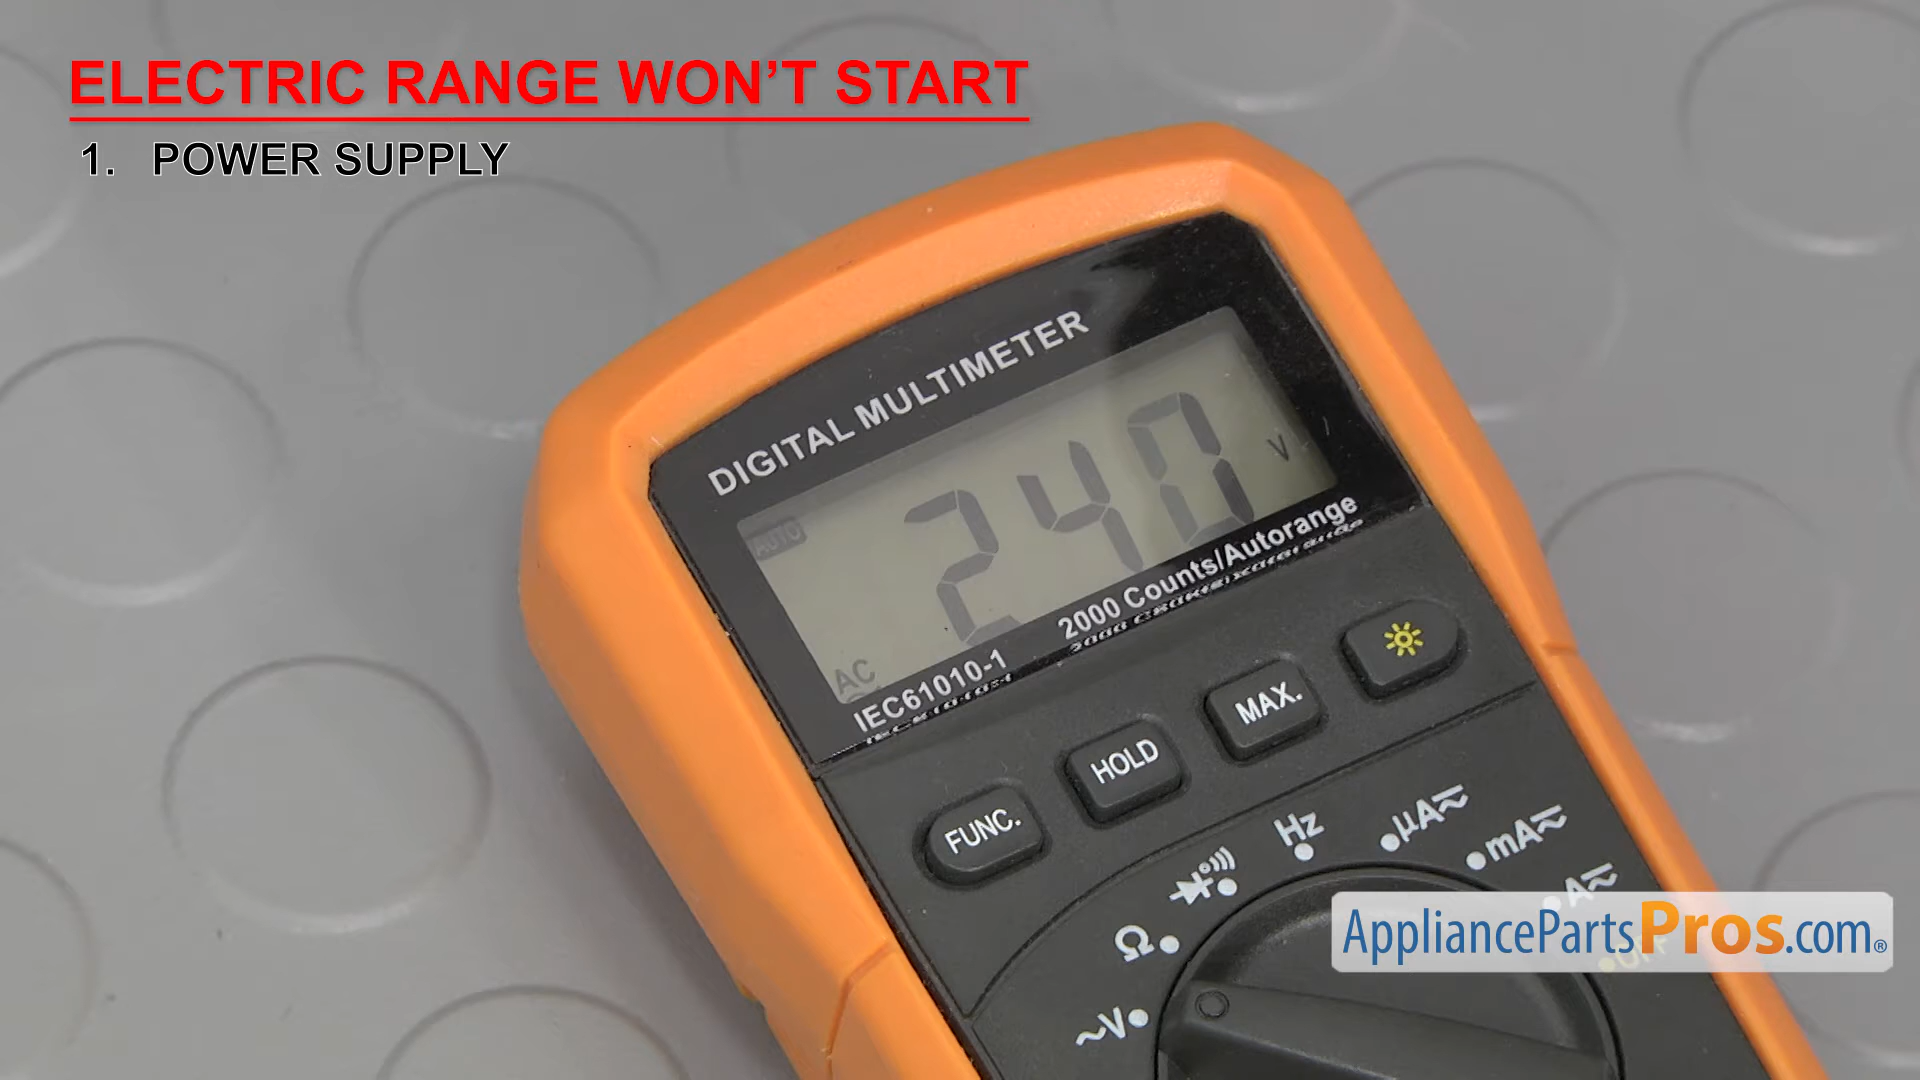 ELECTRIC RANGE WON'T START
1. POWER SUPPLY
DIGITAL MULTIMETER
AUTO
240 V
AC
IEC61010-1
2000 Counts/Autorange
FUNC.
HOLD
MAX.
Hz
µA
mA
A
Ω
~V
OFF
AppliancePartsPros.com®